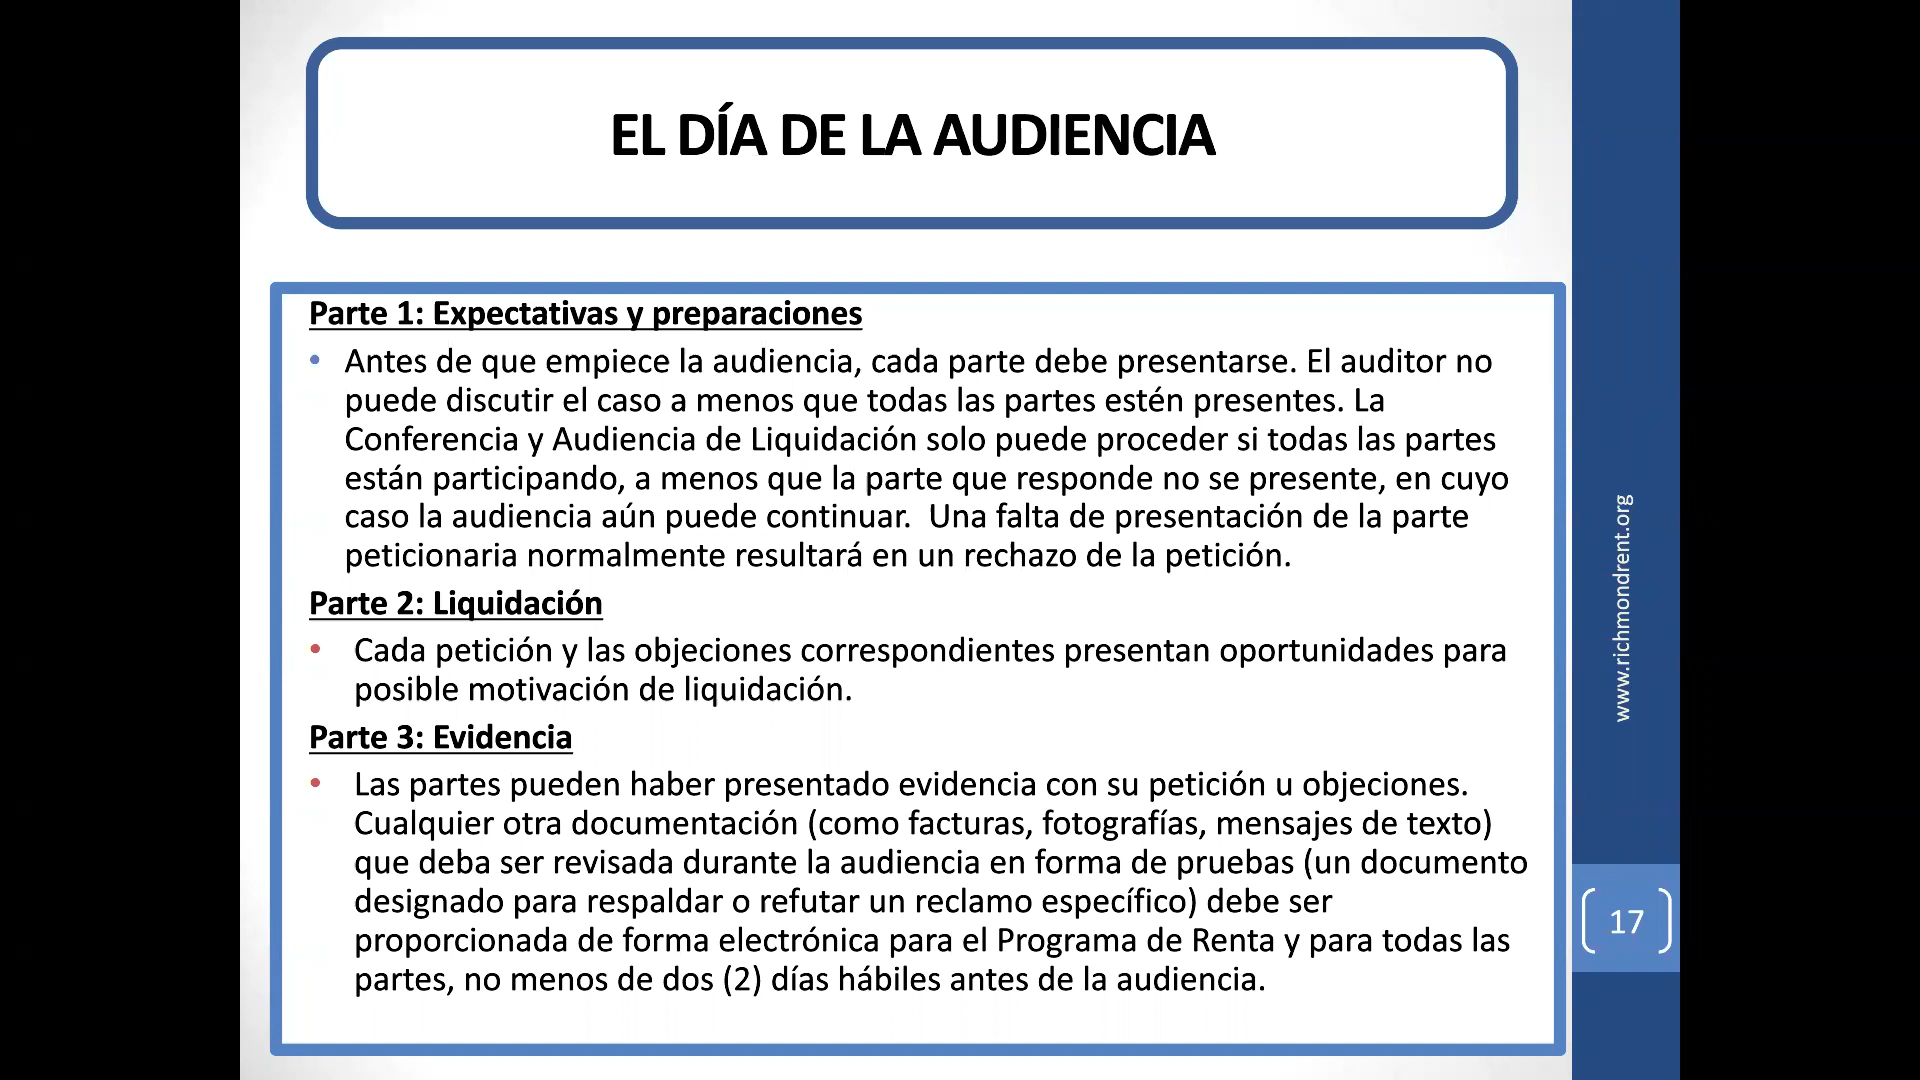 EL DÍA DE LA AUDIENCIA
Parte 1: Expectativas y preparaciones
• Antes de que empiece la audiencia, cada parte debe presentarse. El auditor no
puede discutir el caso a menos que todas las partes estén presentes. La
Conferencia y Audiencia de Liquidación solo puede proceder si todas las partes
están participando, a menos que la parte que responde no se presente, en cuyo
caso la audiencia aún puede continuar.  Una falta de presentación de la parte
peticionaria normalmente resultará en un rechazo de la petición.
Parte 2: Liquidación
• Cada petición y las objeciones correspondientes presentan oportunidades para
posible motivación de liquidación.
Parte 3: Evidencia
• Las partes pueden haber presentado evidencia con su petición u objeciones.
Cualquier otra documentación (como facturas, fotografías, mensajes de texto)
que deba ser revisada durante la audiencia en forma de pruebas (un documento
designado para respaldar o refutar un reclamo específico) debe ser
proporcionada de forma electrónica para el Programa de Renta y para todas las
partes, no menos de dos (2) días hábiles antes de la audiencia.
www.richmondrent.org
17